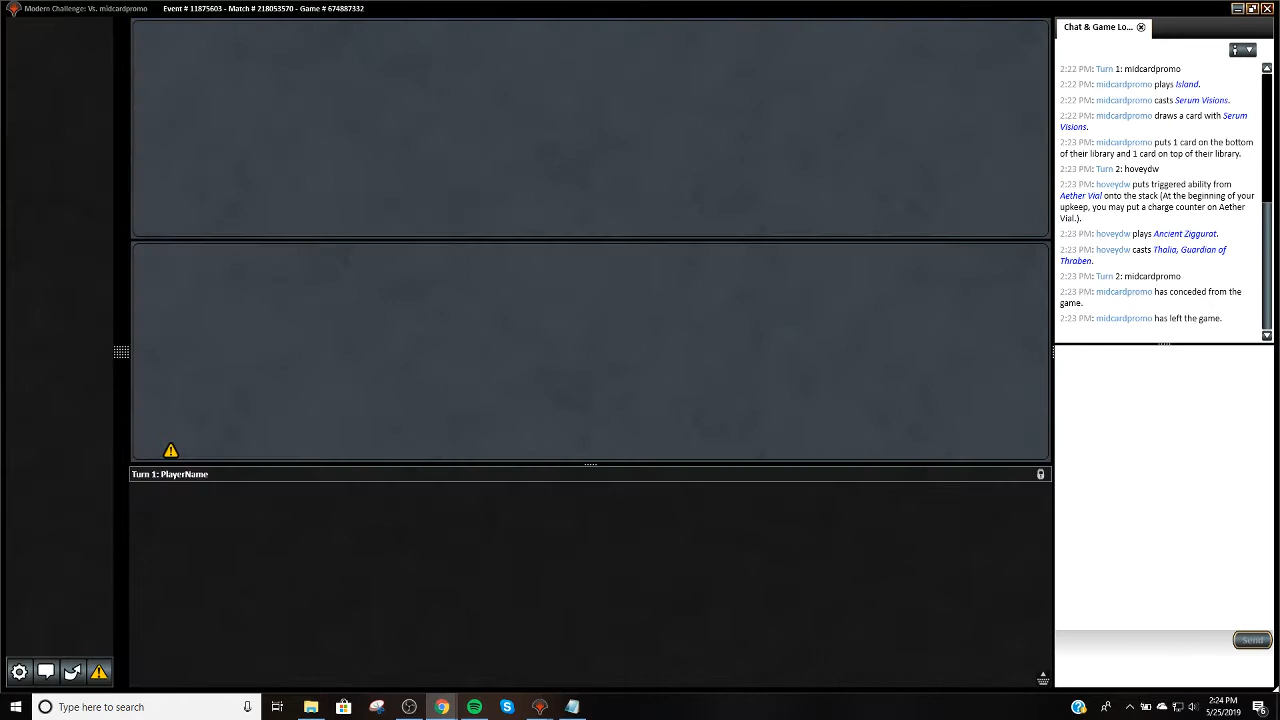 Modern Challenge: Vs. midcardpromo Event # 11875603 - Match # 218053570 - Game # 674887332
Chat & Game Lo...
2:22 PM: Turn 1: midcardpromo
2:22 PM: midcardpromo plays Island.
2:22 PM: midcardpromo casts Serum Visions.
2:22 PM: midcardpromo draws a card with Serum
Visions.
2:23 PM: midcardpromo puts 1 card on the bottom
of their library and 1 card on top of their library.
2:23 PM: Turn 2: hoveydw
2:23 PM: hoveydw puts triggered ability from
Aether Vial onto the stack (At the beginning of your
upkeep, you may put a charge counter on Aether
Vial.).
2:23 PM: hoveydw plays Ancient Ziggurat.
2:23 PM: hoveydw casts Thalia, Guardian of
Thraben.
2:23 PM: Turn 2: midcardpromo
2:23 PM: midcardpromo has conceded from the
game.
2:23 PM: midcardpromo has left the game.
Turn 1: PlayerName
Send
Type here to search
2:24 PM
5/25/2019
6